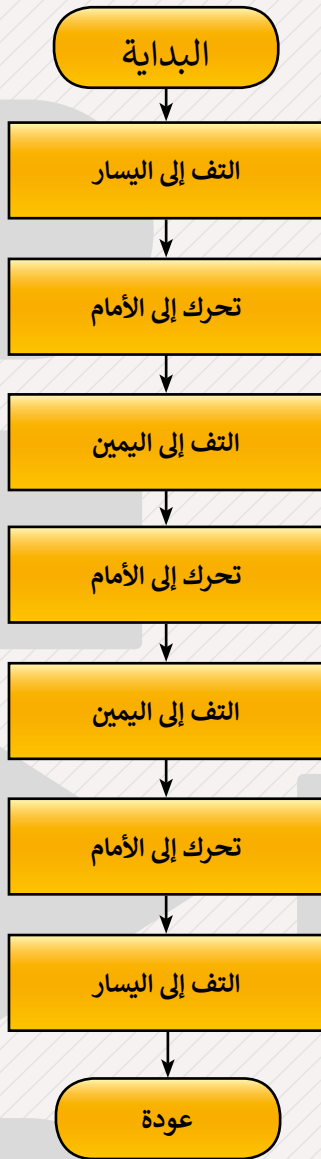 البداية
التف إلى اليسار
تحرك إلى الأمام
التف إلى اليمين
تحرك إلى الأمام
التف إلى اليمين
تحرك إلى الأمام
التف إلى اليسار
عودة